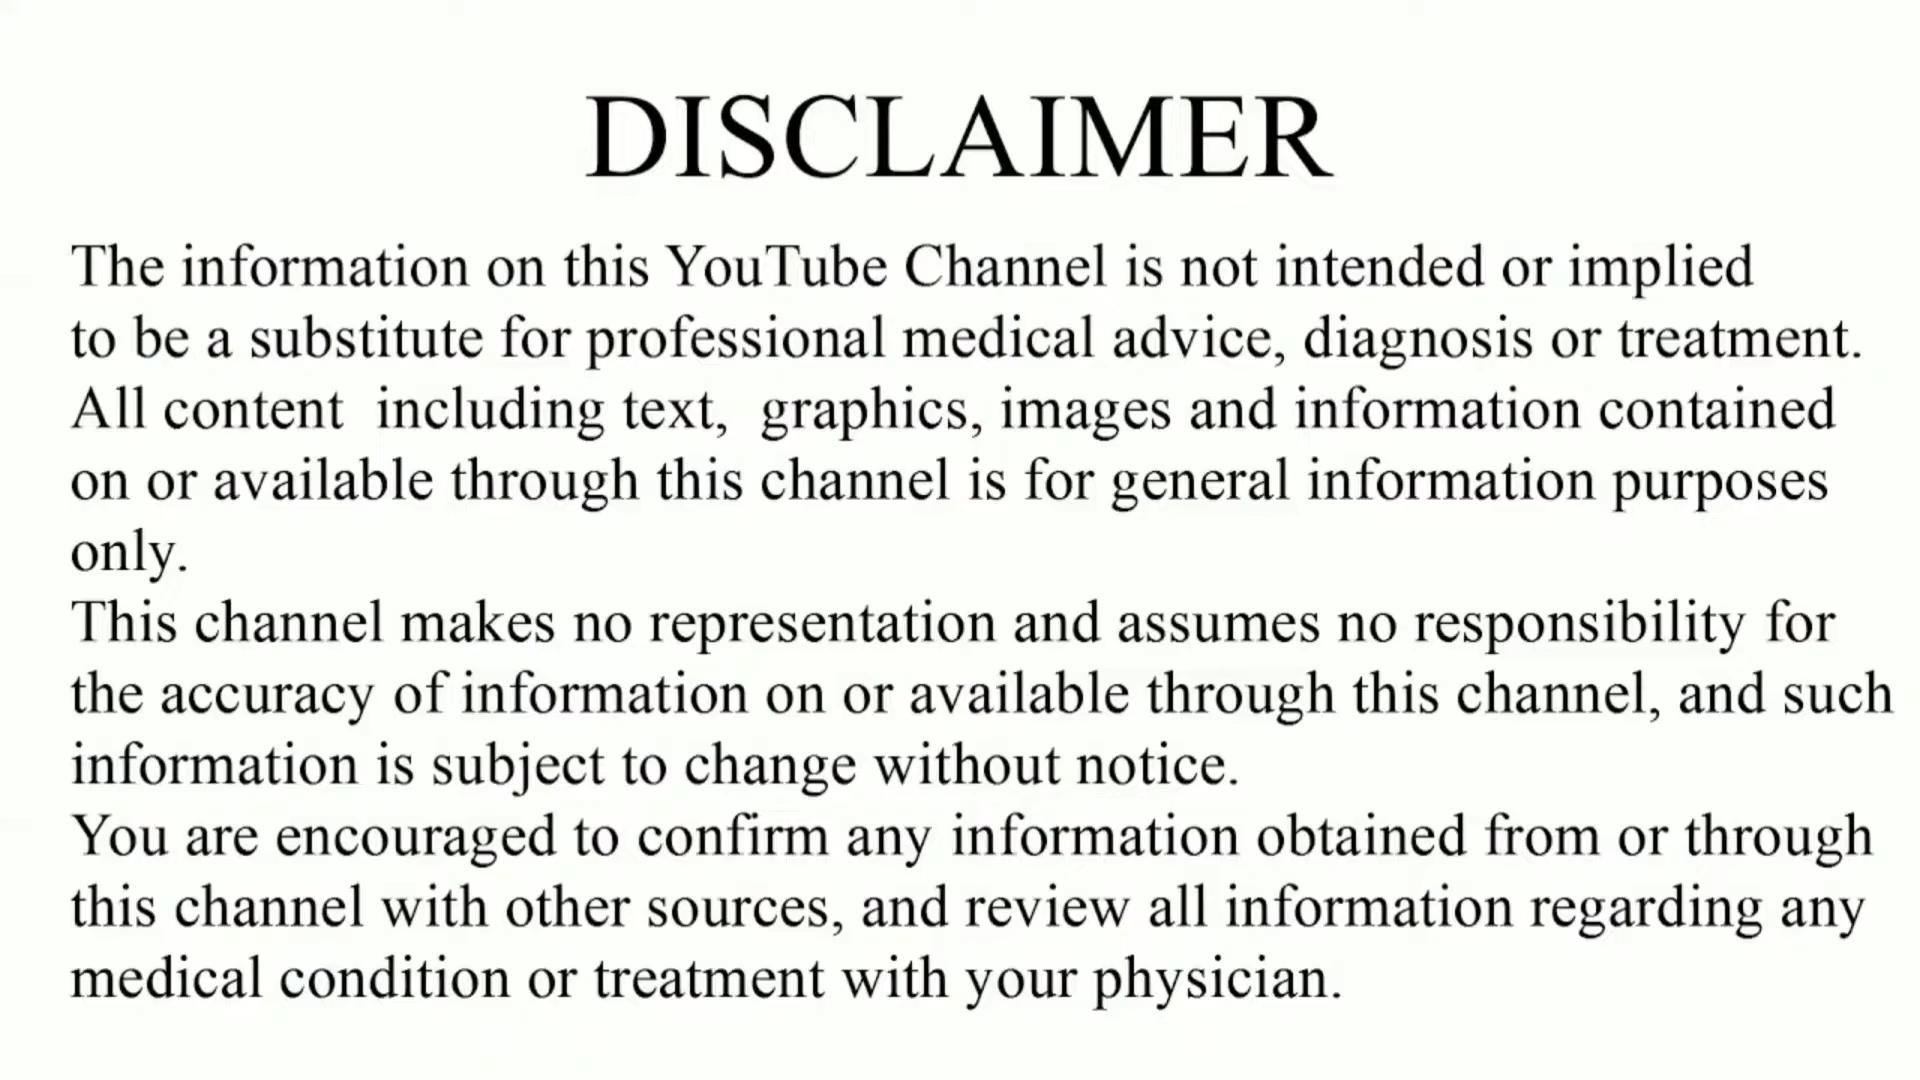 DISCLAIMER
The information on this YouTube Channel is not intended or implied
to be a substitute for professional medical advice, diagnosis or treatment.
All content  including text,  graphics, images and information contained
on or available through this channel is for general information purposes
only.
This channel makes no representation and assumes no responsibility for
the accuracy of information on or available through this channel, and such
information is subject to change without notice.
You are encouraged to confirm any information obtained from or through
this channel with other sources, and review all information regarding any
medical condition or treatment with your physician.